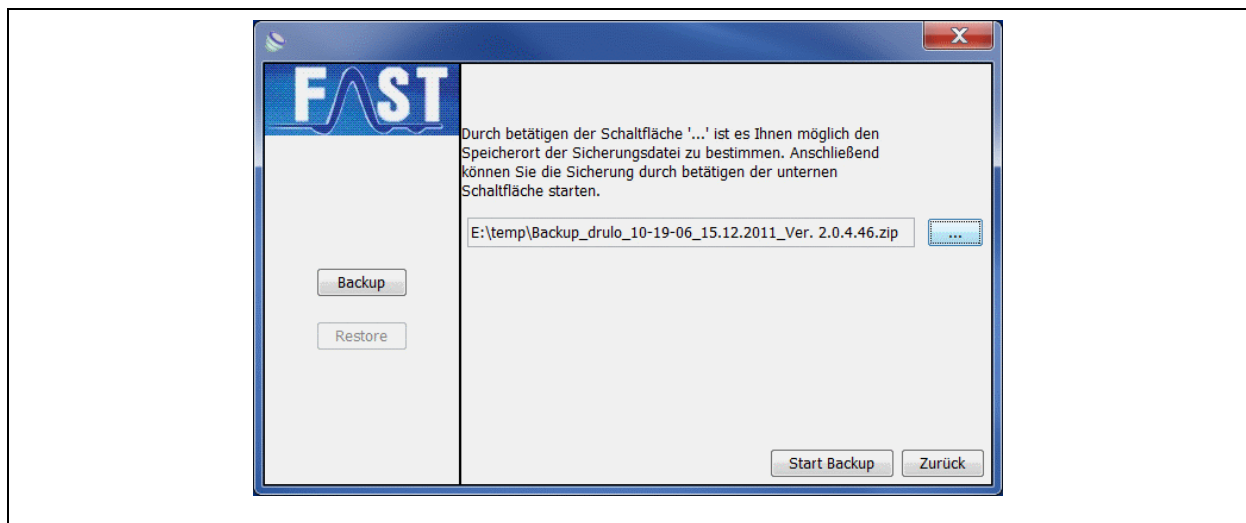 X
FAST
Durch betätigen der Schaltfläche '...' ist es Ihnen möglich den
Speicherort der Sicherungsdatei zu bestimmen. Anschließend
können Sie die Sicherung durch betätigen der unternen
Schaltfläche starten.
E:\temp\Backup_drulo_10-19-06_15.12.2011_Ver. 2.0.4.46.zip ...
Backup
Restore
Start Backup Zurück